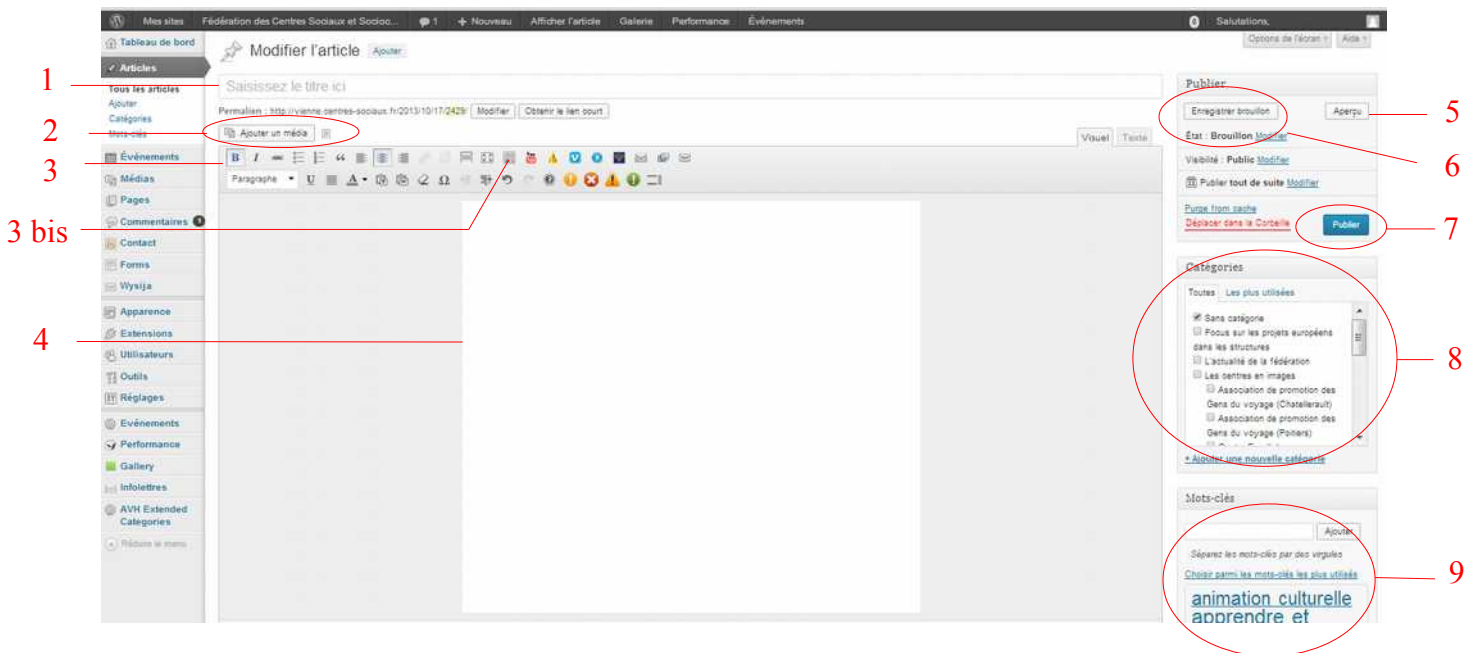 Mes sites Fédération des Centres Sociaux et Socioc... 1 + Nouveau Afficher l'article Galerie Performance Événements 0 Salutations,
Options de l'écran Aide
Tableau de bord
Articles
Tous les articles
Ajouter
Catégories
Mots-clés
Événements
Médias
Pages
Commentaires 1
Contact
Forms
Wysija
Apparence
Extensions
Utilisateurs
Outils
Réglages
Evénements
Performance
Gallery
Infolettres
AVH Extended
Categories
Réduire le menu
Modifier l'article Ajouter
1
Saisissez le titre ici
Permalien : http://vienne.centres-sociaux.fr/2013/10/17/2429/ Modifier Obtenir le lien court
2
Ajouter un média
Visuel Texte
3
B I
Paragraphe U A Ω
3 bis
4
Publier
Enregistrer brouillon Aperçu
5
État : Brouillon Modifier
6
Visibilité : Public Modifier
Publier tout de suite Modifier
Purge from cache
Déplacer dans la Corbeille Publier
7
Catégories
Toutes Les plus utilisées
Sans catégorie
Focus sur les projets européens
dans les structures
L'actualité de la fédération
Les centres en images
Association de promotion des
Gens du voyage (Chatellerault)
Association de promotion des
Gens du voyage (Poitiers)
8
+ Ajouter une nouvelle catégorie
Mots-clés
Ajouter
Séparez les mots-clés par des virgules
Choisir parmi les mots-clés les plus utilisés
9
animation culturelle
apprendre et